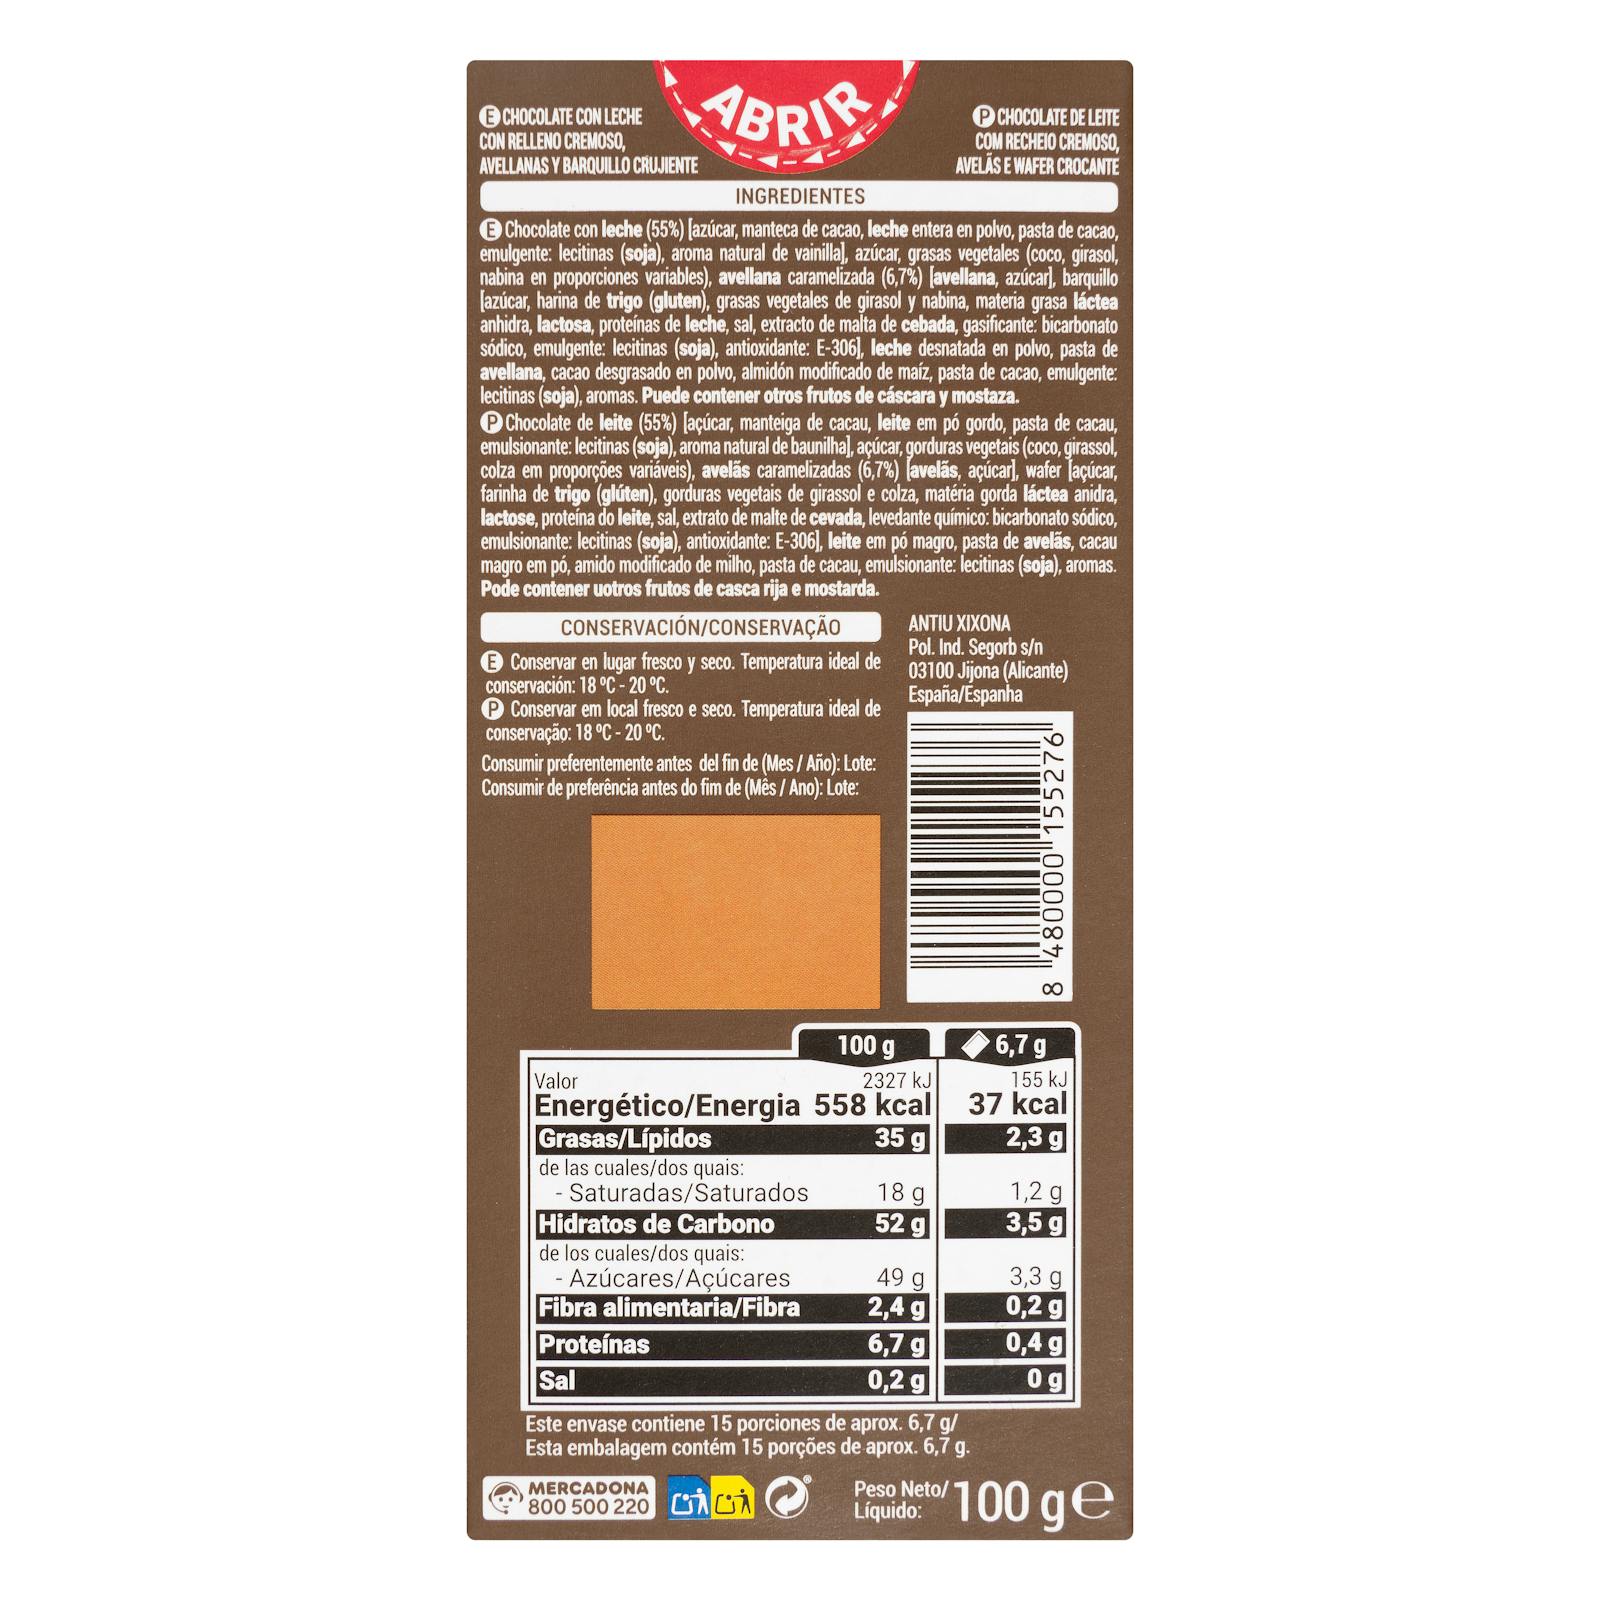 ABRIR
E CHOCOLATE CON LECHE
CON RELLENO CREMOSO,
AVELLANAS Y BARQUILLO CRUJIENTE
P CHOCOLATE DE LEITE
COM RECHEIO CREMOSO,
AVELÃS E WAFER CROCANTE
INGREDIENTES
E Chocolate con leche (55%) [azúcar, manteca de cacao, leche entera en polvo, pasta de cacao,
emulgente: lecitinas (soja), aroma natural de vainilla], azúcar, grasas vegetales (coco, girasol,
nabina en proporciones variables), avellana caramelizada (6,7%) [avellana, azúcar], barquillo
[azúcar, harina de trigo (gluten), grasas vegetales de girasol y nabina, materia grasa láctea
anhidra, lactosa, proteínas de leche, sal, extracto de malta de cebada, gasificante: bicarbonato
sódico, emulgente: lecitinas (soja), antioxidante: E-306], leche desnatada en polvo, pasta de
avellana, cacao desgrasado en polvo, almidón modificado de maíz, pasta de cacao, emulgente:
lecitinas (soja), aromas. Puede contener otros frutos de cáscara y mostaza.
P Chocolate de leite (55%) [açúcar, manteiga de cacau, leite em pó gordo, pasta de cacau,
emulsionante: lecitinas (soja), aroma natural de baunilha], açúcar, gorduras vegetais (coco, girassol,
colza em proporções variáveis), avelãs caramelizadas (6,7%) [avelãs, açúcar], wafer [açúcar,
farinha de trigo (glúten), gorduras vegetais de girassol e colza, matéria gorda láctea anidra,
lactose, proteína do leite, sal, extrato de malte de cevada, levedante químico: bicarbonato sódico,
emulsionante: lecitinas (soja), antioxidante: E-306], leite em pó magro, pasta de avelãs, cacau
magro em pó, amido modificado de milho, pasta de cacau, emulsionante: lecitinas (soja), aromas.
Pode contener uotros frutos de casca rija e mostarda.
CONSERVACIÓN/CONSERVAÇÃO
E Conservar en lugar fresco y seco. Temperatura ideal de
conservación: 18 ºC - 20 ºC.
P Conservar em local fresco e seco. Temperatura ideal de
conservação: 18 ºC - 20 ºC.
Consumir preferentemente antes del fin de (Mes / Año): Lote:
Consumir de preferência antes do fim de (Mês / Ano): Lote:
ANTIU XIXONA
Pol. Ind. Segorb s/n
03100 Jijona (Alicante)
España/Espanha
8 480000 155276
100 g 6,7 g
Valor 2327 kJ 155 kJ
Energético/Energia 558 kcal 37 kcal
Grasas/Lípidos 35 g 2,3 g
de las cuales/dos quais:
- Saturadas/Saturados 18 g 1,2 g
Hidratos de Carbono 52 g 3,5 g
de los cuales/dos quais:
- Azúcares/Açúcares 49 g 3,3 g
Fibra alimentaria/Fibra 2,4 g 0,2 g
Proteínas 6,7 g 0,4 g
Sal 0,2 g 0 g
Este envase contiene 15 porciones de aprox. 6,7 g/
Esta embalagem contém 15 porções de aprox. 6,7 g.
MERCADONA
800 500 220
Peso Neto/
Líquido: 100 g e